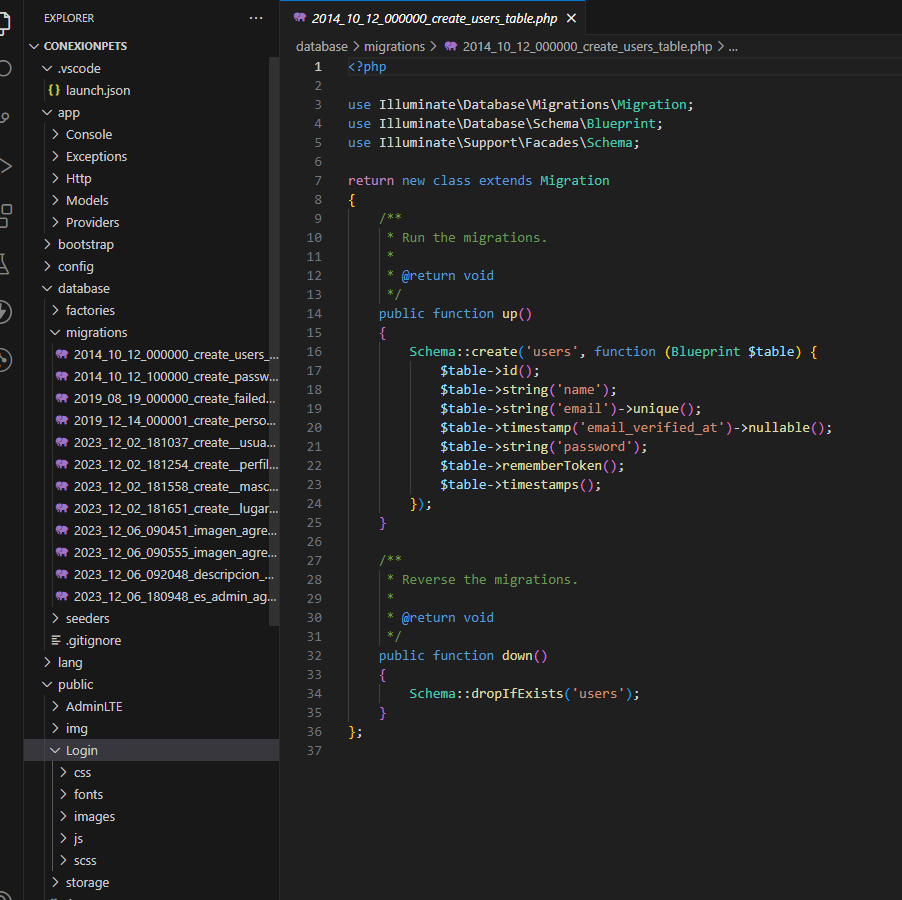 EXPLORER
CONEXIONPETS
.vscode
{} launch.json
app
Console
Exceptions
Http
Models
Providers
bootstrap
config
database
factories
migrations
2014_10_12_000000_create_users_...
2014_10_12_100000_create_passw...
2019_08_19_000000_create_failed...
2019_12_14_000001_create_perso...
2023_12_02_181037_create__usua...
2023_12_02_181254_create__perfil...
2023_12_02_181558_create__masc...
2023_12_02_181651_create__lugar...
2023_12_06_090451_imagen_agre...
2023_12_06_090555_imagen_agre...
2023_12_06_092048_descripcion_...
2023_12_06_180948_es_admin_ag...
seeders
.gitignore
lang
public
AdminLTE
img
Login
css
fonts
images
js
scss
storage
2014_10_12_000000_create_users_table.php
database > migrations > 2014_10_12_000000_create_users_table.php > ...
1 <?php
2
3 use Illuminate\Database\Migrations\Migration;
4 use Illuminate\Database\Schema\Blueprint;
5 use Illuminate\Support\Facades\Schema;
6
7 return new class extends Migration
8 {
9 /**
10 * Run the migrations.
11 *
12 * @return void
13 */
14 public function up()
15 {
16 Schema::create('users', function (Blueprint $table) {
17 $table->id();
18 $table->string('name');
19 $table->string('email')->unique();
20 $table->timestamp('email_verified_at')->nullable();
21 $table->string('password');
22 $table->rememberToken();
23 $table->timestamps();
24 });
25 }
26
27 /**
28 * Reverse the migrations.
29 *
30 * @return void
31 */
32 public function down()
33 {
34 Schema::dropIfExists('users');
35 }
36 };
37